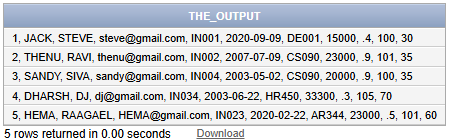 THE_OUTPUT
1, JACK, STEVE, steve@gmail.com, IN001, 2020-09-09, DE001, 15000, .4, 100, 30
2, THENU, RAVI, thenu@gmail.com, IN002, 2007-07-09, CS090, 23000, .9, 101, 35
3, SANDY, SIVA, sandy@gmail.com, IN004, 2003-05-02, CS090, 20000, .9, 100, 35
4, DHARSH, DJ, dj@gmail.com, IN034, 2003-06-22, HR450, 33300, .3, 105, 70
5, HEMA, RAAGAEL, HEMA@gmail.com, IN023, 2020-02-22, AR344, 23000, .5, 101, 60
5 rows returned in 0.00 seconds Download